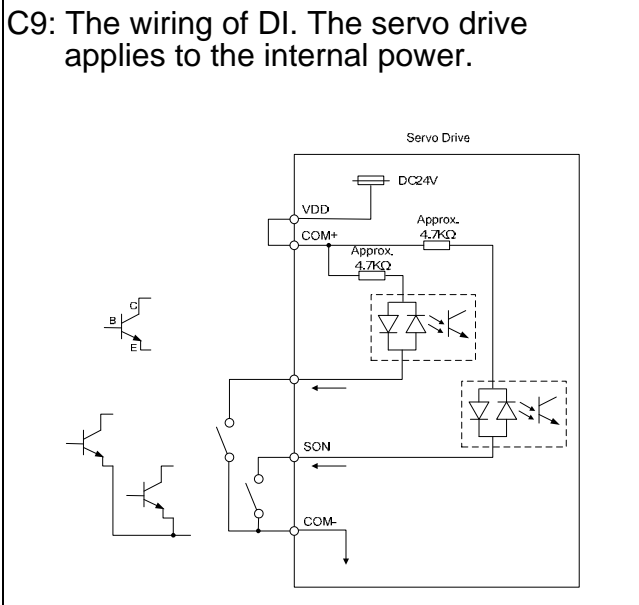 C9: The wiring of DI. The servo drive
applies to the internal power.
Servo Drive
DC24V
VDD
COM+
Approx.
4.7KΩ
Approx.
4.7KΩ
C
B
E
SON
COM-